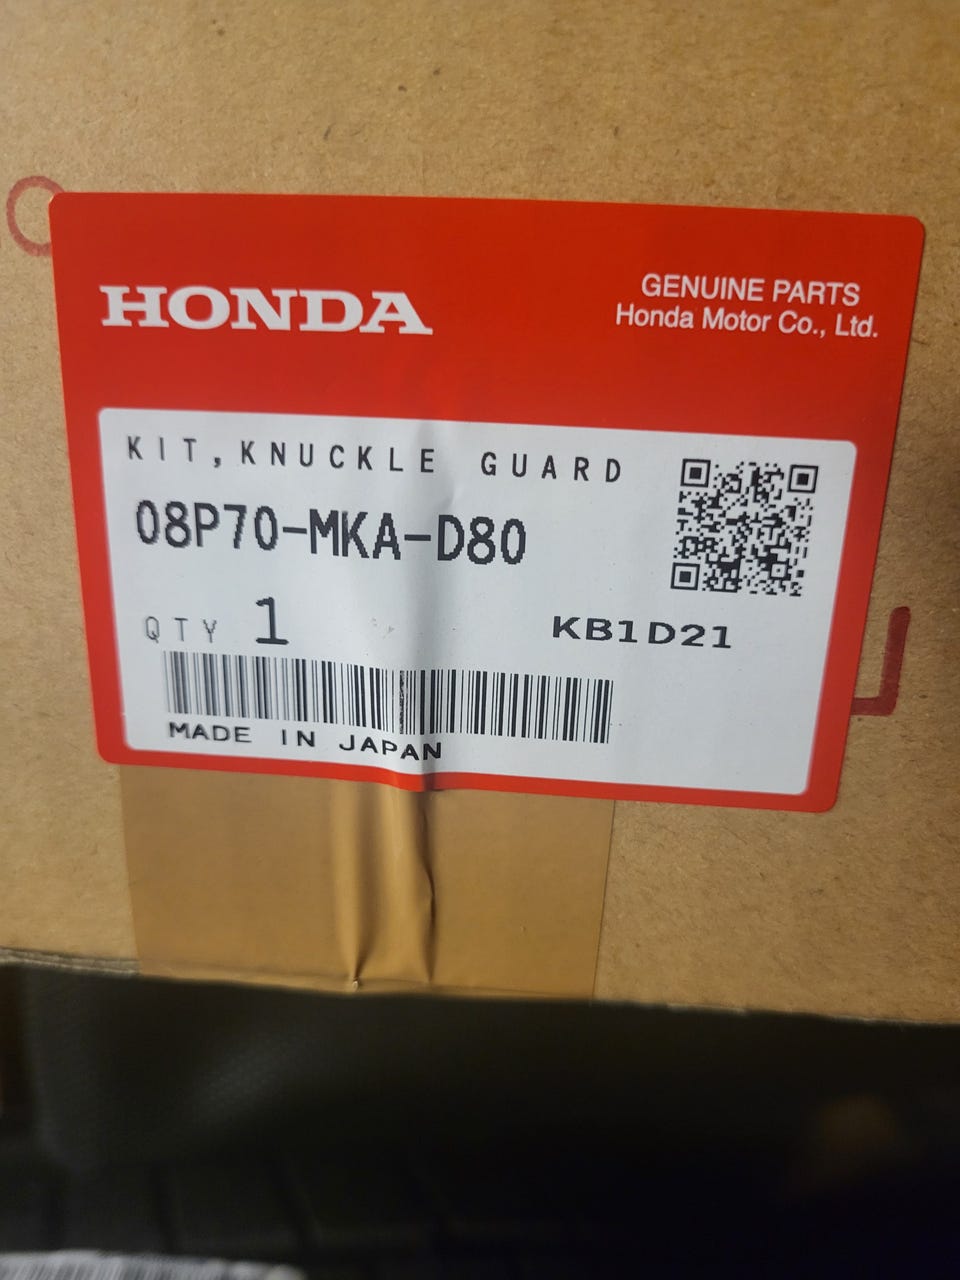 HONDA
GENUINE PARTS
Honda Motor Co., Ltd.
KIT, KNUCKLE GUARD
08P70-MKA-D80
QTY 1
KB1D21
MADE IN JAPAN